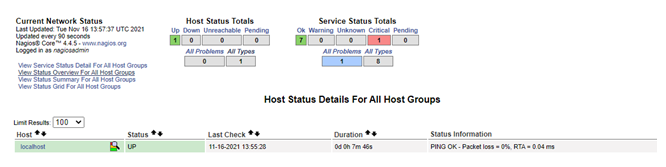 Current Network Status
Last Updated: Tue Nov 16 13:57:37 UTC 2021
Updated every 90 seconds
Nagios® Core™ 4.4.5 - www.nagios.org
Logged in as nagiosadmin
View Service Status Detail For All Host Groups
View Status Overview For All Host Groups
View Status Summary For All Host Groups
View Status Grid For All Host Groups
Host Status Totals
Up Down Unreachable Pending
1 0 0 0
All Problems All Types
0 1
Service Status Totals
Ok Warning Unknown Critical Pending
7 0 0 1 0
All Problems All Types
1 8
Host Status Details For All Host Groups
Limit Results: 100
Host Status Last Check Duration Status Information
localhost UP 11-16-2021 13:55:28 0d 0h 7m 46s PING OK - Packet loss = 0%, RTA = 0.04 ms